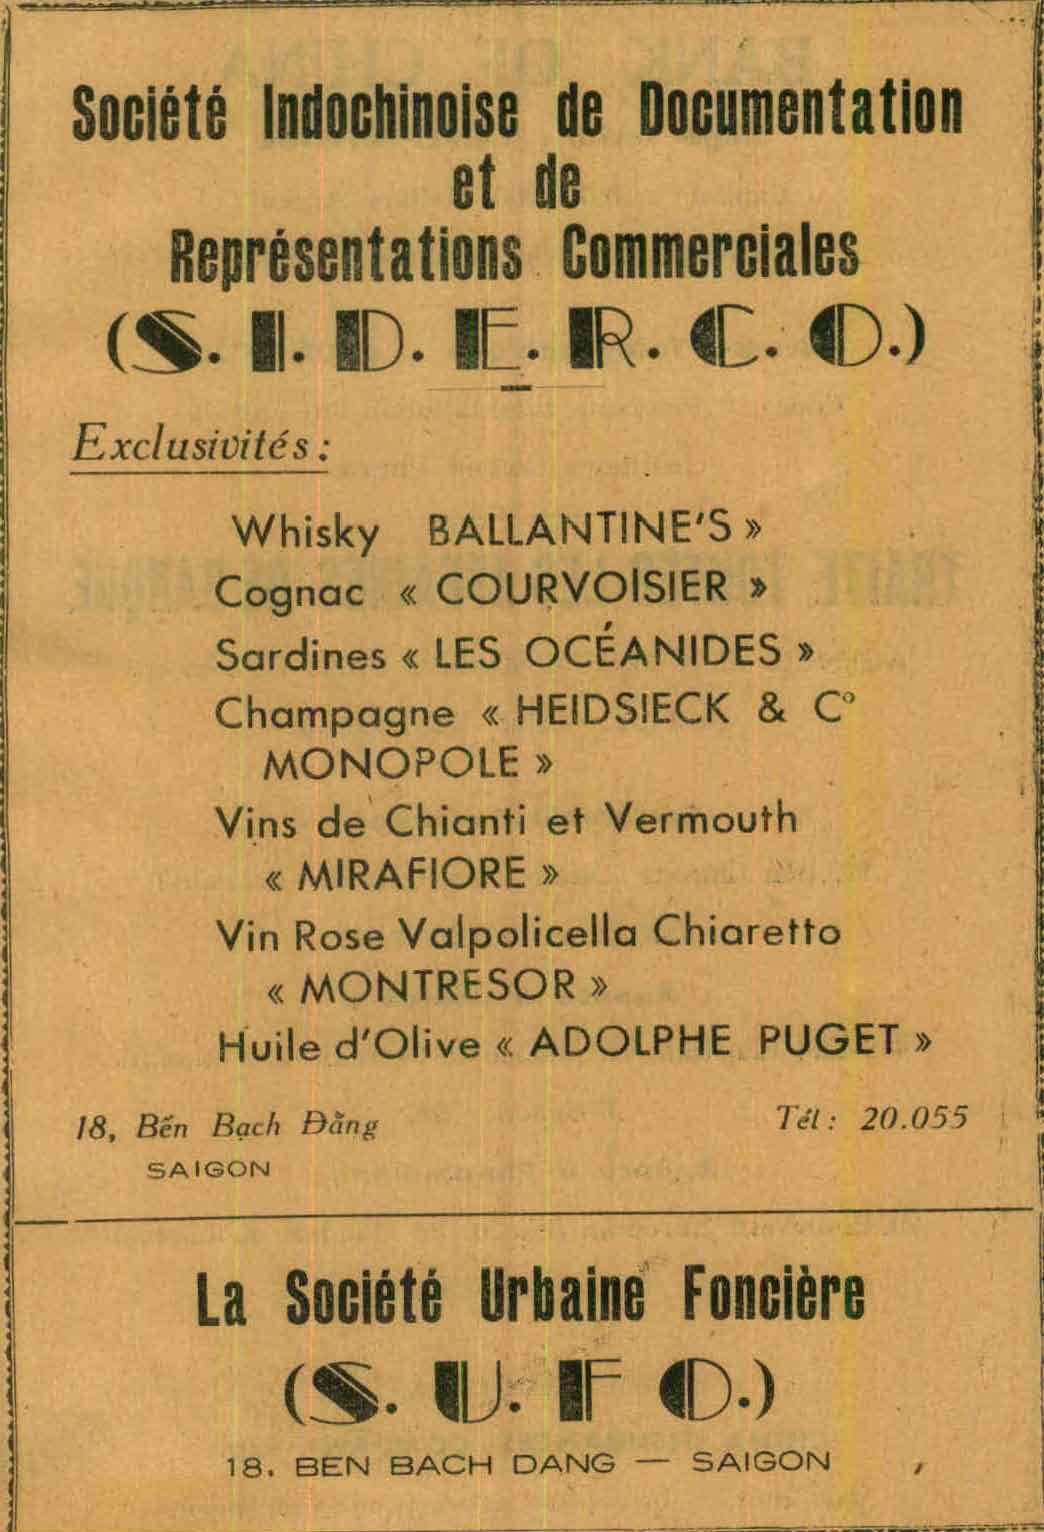 Société Indochinoise de Documentation
et de
Représentations Commerciales
(S. I. D. E. R. C. O.)
Exclusivités :
Whisky BALLANTINE'S »
Cognac « COURVOISIER »
Sardines « LES OCÉANIDES »
Champagne « HEIDSIECK & Cº
MONOPOLE »
Vins de Chianti et Vermouth
« MIRAFIORE »
Vin Rose Valpolicella Chiaretto
« MONTRESOR »
Huile d'Olive « ADOLPHE PUGET »
18, Bến Bạch Đằng
Tél : 20.055
SAIGON
La Société Urbaine Foncière
(S. U. F O.)
18. BEN BACH DANG — SAIGON